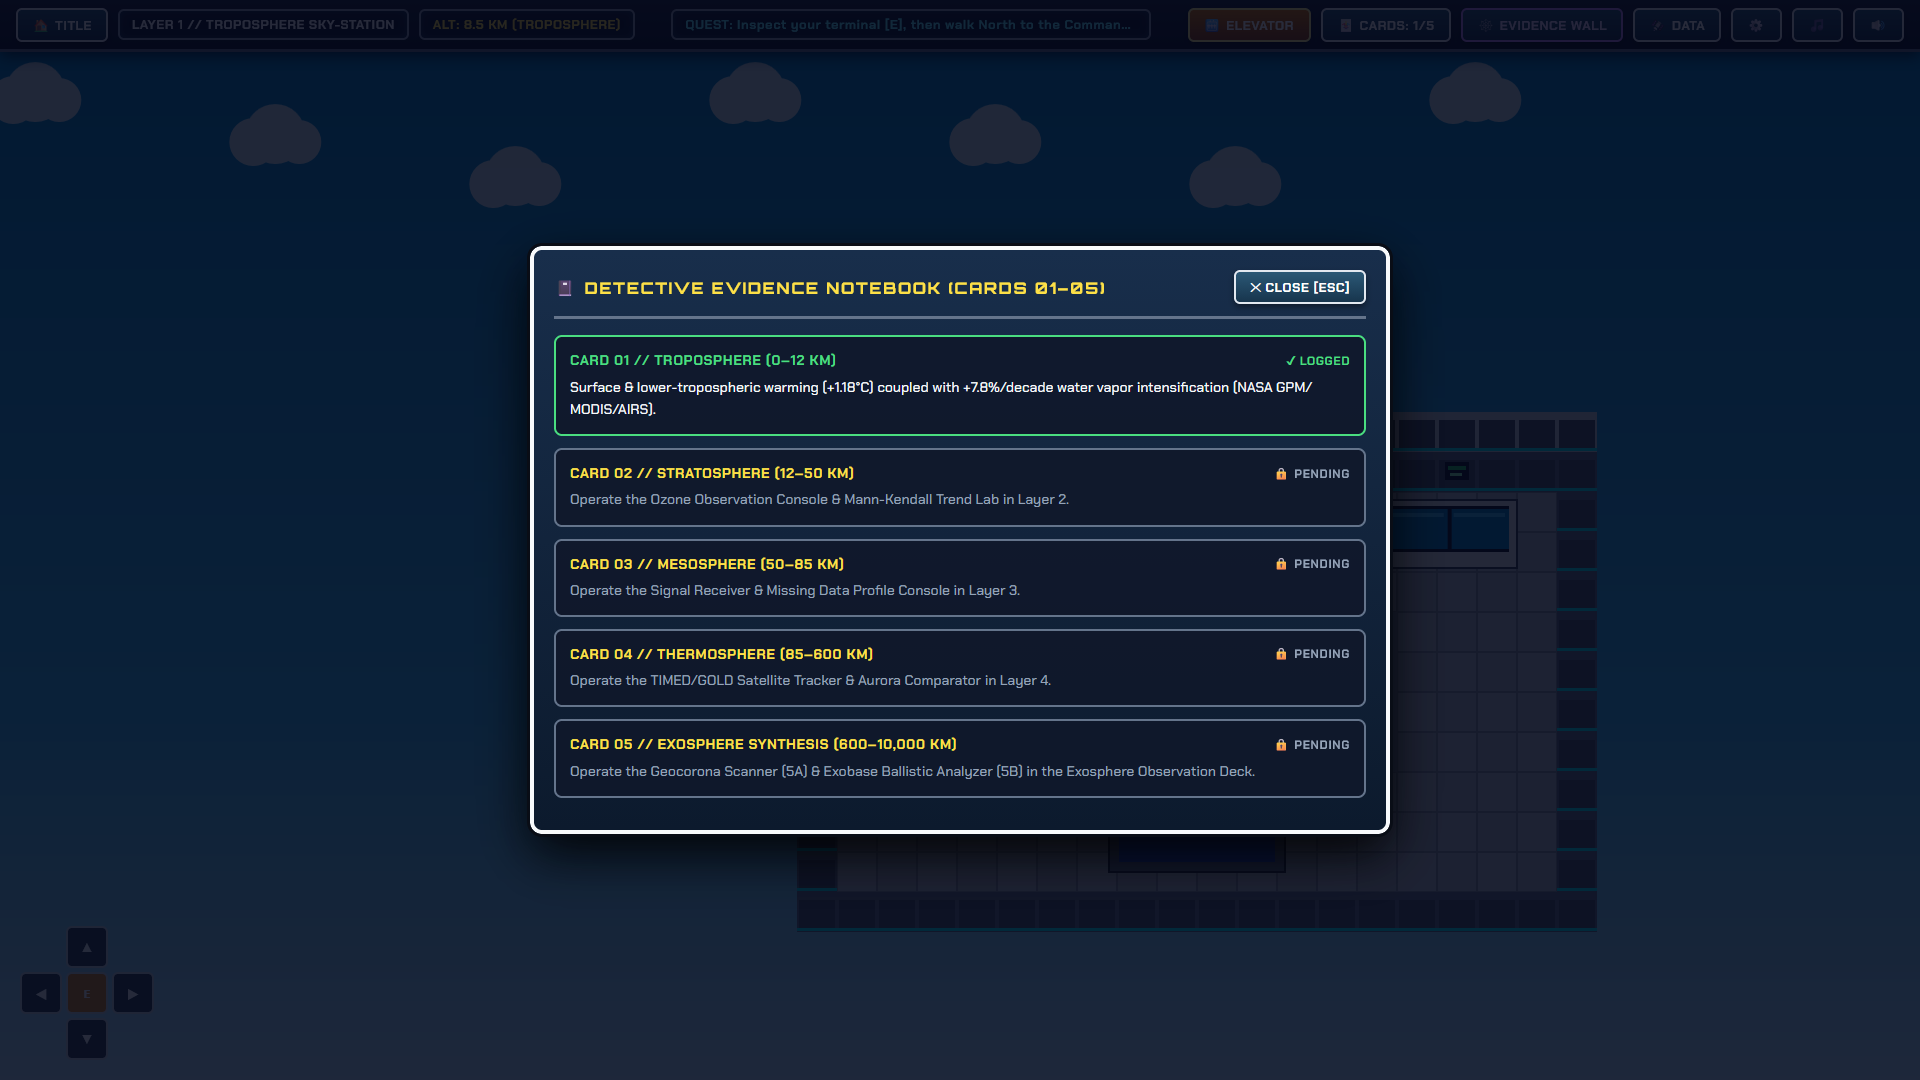 TITLE
LAYER 1 // TROPOSPHERE SKY-STATION
ALT: 8.5 KM (TROPOSPHERE)
QUEST: Inspect your terminal [E], then walk North to the Comman...
ELEVATOR
CARDS: 1/5
EVIDENCE WALL
DATA
DETECTIVE EVIDENCE NOTEBOOK (CARDS 01–05)
✕ CLOSE [ESC]
CARD 01 // TROPOSPHERE (0–12 KM)
✓ LOGGED
Surface & lower-tropospheric warming (+1.18°C) coupled with +7.8%/decade water vapor intensification (NASA GPM/
MODIS/AIRS).
CARD 02 // STRATOSPHERE (12–50 KM)
PENDING
Operate the Ozone Observation Console & Mann-Kendall Trend Lab in Layer 2.
CARD 03 // MESOSPHERE (50–85 KM)
PENDING
Operate the Signal Receiver & Missing Data Profile Console in Layer 3.
CARD 04 // THERMOSPHERE (85–600 KM)
PENDING
Operate the TIMED/GOLD Satellite Tracker & Aurora Comparator in Layer 4.
CARD 05 // EXOSPHERE SYNTHESIS (600–10,000 KM)
PENDING
Operate the Geocorona Scanner (5A) & Exobase Ballistic Analyzer (5B) in the Exosphere Observation Deck.
▲
◀ E ▶
▼